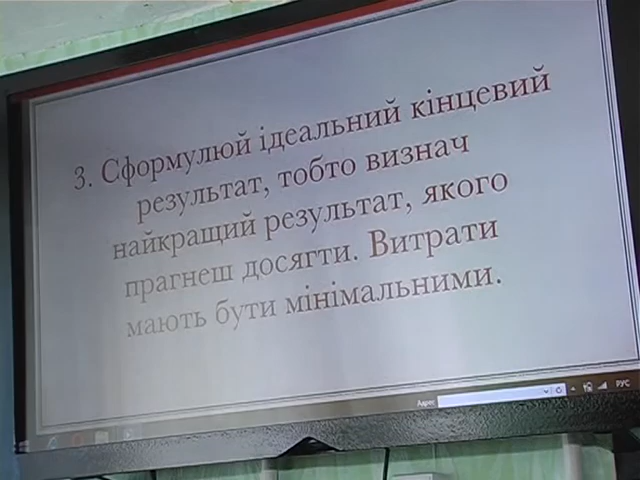 3. Сформулюй ідеальний кінцевий
результат, тобто визнач
найкращий результат, якого
прагнеш досягти. Витрати
мають бути мінімальними.
Адрес
РУС